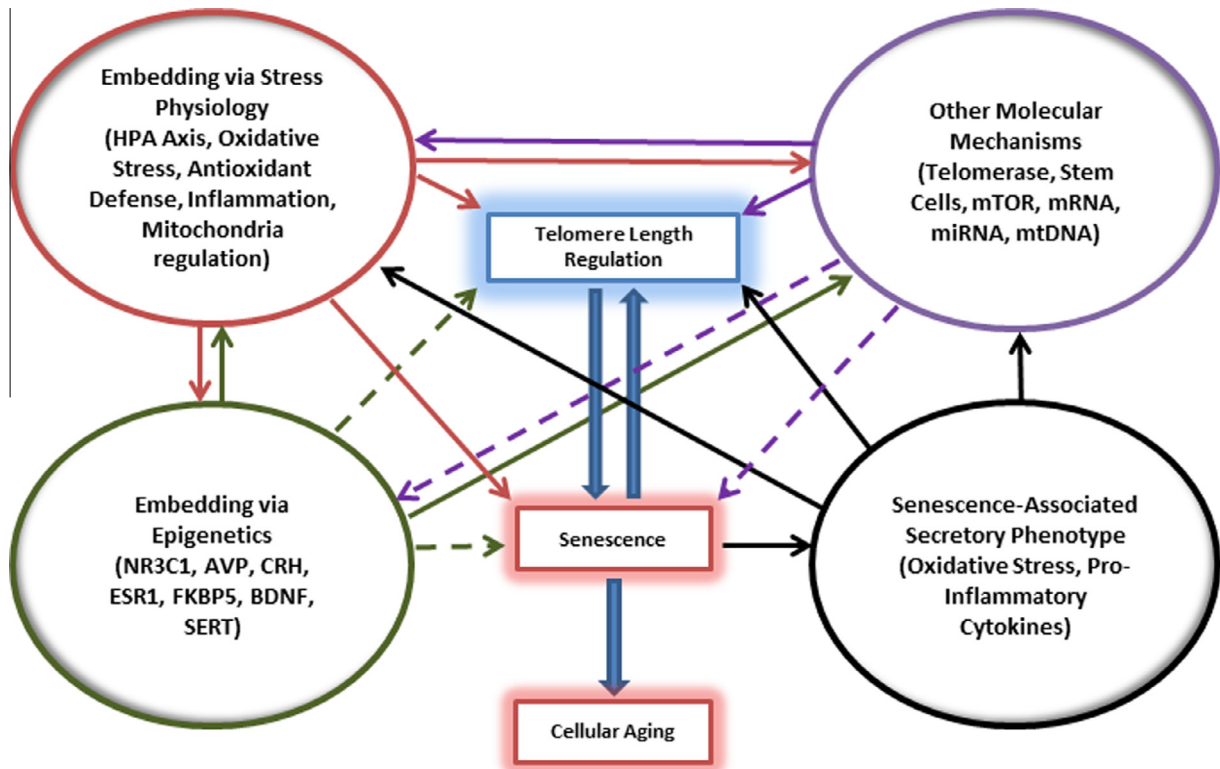 Embedding via Stress
Physiology
(HPA Axis, Oxidative
Stress, Antioxidant
Defense, Inflammation,
Mitochondria
regulation)
Other Molecular
Mechanisms
(Telomerase, Stem
Cells, mTOR, mRNA,
miRNA, mtDNA)
Telomere Length
Regulation
Embedding via
Epigenetics
(NR3C1, AVP, CRH,
ESR1, FKBP5, BDNF,
SERT)
Senescence
Senescence-Associated
Secretory Phenotype
(Oxidative Stress, Pro-
Inflammatory
Cytokines)
Cellular Aging